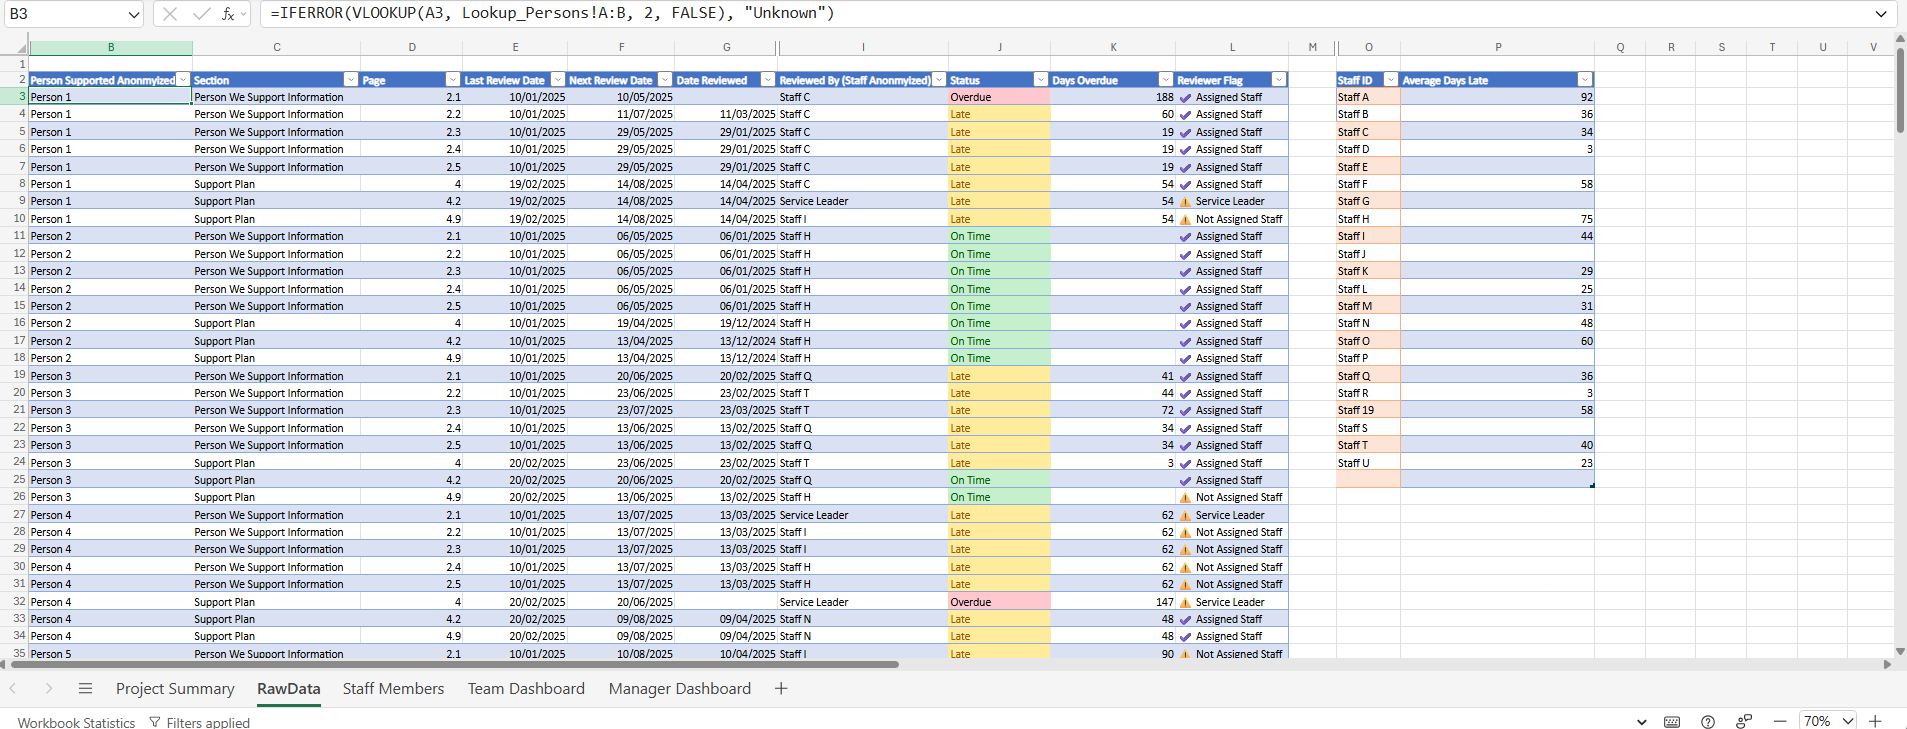 B3 fx =IFERROR(VLOOKUP(A3, Lookup_Persons!A:B, 2, FALSE), "Unknown")
B C D E F G I J K L M O P Q R S T U V
1
2 Person Supported Anonmyized Section Page Last Review Date Next Review Date Date Reviewed Reviewed By (Staff Anonmyized) Status Days Overdue Reviewer Flag Staff ID Average Days Late
3 Person 1 Person We Support Information 2.1 10/01/2025 10/05/2025 Staff C Overdue 188 Assigned Staff Staff A 92
4 Person 1 Person We Support Information 2.2 10/01/2025 11/07/2025 11/03/2025 Staff C Late 60 Assigned Staff Staff B 36
5 Person 1 Person We Support Information 2.3 10/01/2025 29/05/2025 29/01/2025 Staff C Late 19 Assigned Staff Staff C 34
6 Person 1 Person We Support Information 2.4 10/01/2025 29/05/2025 29/01/2025 Staff C Late 19 Assigned Staff Staff D 3
7 Person 1 Person We Support Information 2.5 10/01/2025 29/05/2025 29/01/2025 Staff C Late 19 Assigned Staff Staff E
8 Person 1 Support Plan 4 19/02/2025 14/08/2025 14/04/2025 Staff C Late 54 Assigned Staff Staff F 58
9 Person 1 Support Plan 4.2 19/02/2025 14/08/2025 14/04/2025 Service Leader Late 54 Service Leader Staff G
10 Person 1 Support Plan 4.9 19/02/2025 14/08/2025 14/04/2025 Staff I Late 54 Not Assigned Staff Staff H 75
11 Person 2 Person We Support Information 2.1 10/01/2025 06/05/2025 06/01/2025 Staff H On Time Assigned Staff Staff I 44
12 Person 2 Person We Support Information 2.2 10/01/2025 06/05/2025 06/01/2025 Staff H On Time Assigned Staff Staff J
13 Person 2 Person We Support Information 2.3 10/01/2025 06/05/2025 06/01/2025 Staff H On Time Assigned Staff Staff K 29
14 Person 2 Person We Support Information 2.4 10/01/2025 06/05/2025 06/01/2025 Staff H On Time Assigned Staff Staff L 25
15 Person 2 Person We Support Information 2.5 10/01/2025 06/05/2025 06/01/2025 Staff H On Time Assigned Staff Staff M 31
16 Person 2 Support Plan 4 10/01/2025 19/04/2025 19/12/2024 Staff H On Time Assigned Staff Staff N 48
17 Person 2 Support Plan 4.2 10/01/2025 13/04/2025 13/12/2024 Staff H On Time Assigned Staff Staff O 60
18 Person 2 Support Plan 4.9 10/01/2025 13/04/2025 13/12/2024 Staff H On Time Assigned Staff Staff P
19 Person 3 Person We Support Information 2.1 10/01/2025 20/06/2025 20/02/2025 Staff Q Late 41 Assigned Staff Staff Q 36
20 Person 3 Person We Support Information 2.2 10/01/2025 23/06/2025 23/02/2025 Staff T Late 44 Assigned Staff Staff R 3
21 Person 3 Person We Support Information 2.3 10/01/2025 23/07/2025 23/03/2025 Staff T Late 72 Assigned Staff Staff 19 58
22 Person 3 Person We Support Information 2.4 10/01/2025 13/06/2025 13/02/2025 Staff Q Late 34 Assigned Staff Staff S
23 Person 3 Person We Support Information 2.5 10/01/2025 13/06/2025 13/02/2025 Staff Q Late 34 Assigned Staff Staff T 40
24 Person 3 Support Plan 4 20/02/2025 23/06/2025 23/02/2025 Staff T Late 3 Assigned Staff Staff U 23
25 Person 3 Support Plan 4.2 20/02/2025 20/06/2025 20/02/2025 Staff Q On Time Assigned Staff
26 Person 3 Support Plan 4.9 20/02/2025 13/06/2025 13/02/2025 Staff H On Time Not Assigned Staff
27 Person 4 Person We Support Information 2.1 10/01/2025 13/07/2025 13/03/2025 Service Leader Late 62 Service Leader
28 Person 4 Person We Support Information 2.2 10/01/2025 13/07/2025 13/03/2025 Staff I Late 62 Not Assigned Staff
29 Person 4 Person We Support Information 2.3 10/01/2025 13/07/2025 13/03/2025 Staff I Late 62 Not Assigned Staff
30 Person 4 Person We Support Information 2.4 10/01/2025 13/07/2025 13/03/2025 Staff H Late 62 Not Assigned Staff
31 Person 4 Person We Support Information 2.5 10/01/2025 13/07/2025 13/03/2025 Staff H Late 62 Not Assigned Staff
32 Person 4 Support Plan 4 20/02/2025 20/06/2025 Service Leader Overdue 147 Service Leader
33 Person 4 Support Plan 4.2 20/02/2025 09/08/2025 09/04/2025 Staff N Late 48 Assigned Staff
34 Person 4 Support Plan 4.9 20/02/2025 09/08/2025 09/04/2025 Staff N Late 48 Assigned Staff
35 Person 5 Person We Support Information 2.1 10/01/2025 10/08/2025 10/04/2025 Staff I Late 90 Not Assigned Staff
Project Summary RawData Staff Members Team Dashboard Manager Dashboard
Workbook Statistics Filters applied 70%